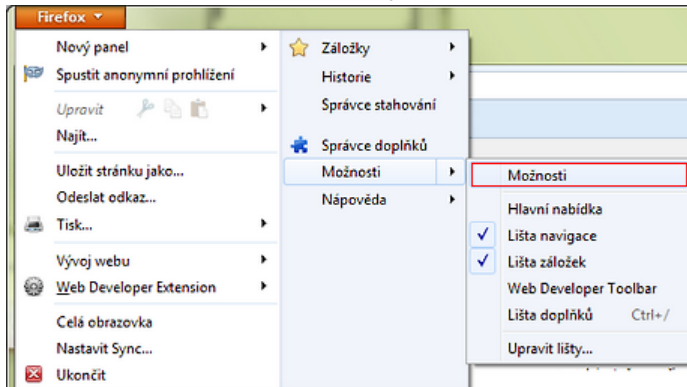 Firefox
Nový panel
Spustit anonymní prohlížení
Upravit
Najít...
Uložit stránku jako...
Odeslat odkaz...
Tisk...
Vývoj webu
Web Developer Extension
Celá obrazovka
Nastavit Sync...
Ukončit
Záložky
Historie
Správce stahování
Správce doplňků
Možnosti
Nápověda
Možnosti
Hlavní nabídka
Lišta navigace
Lišta záložek
Web Developer Toolbar
Lišta doplňků Ctrl+/
Upravit lišty...